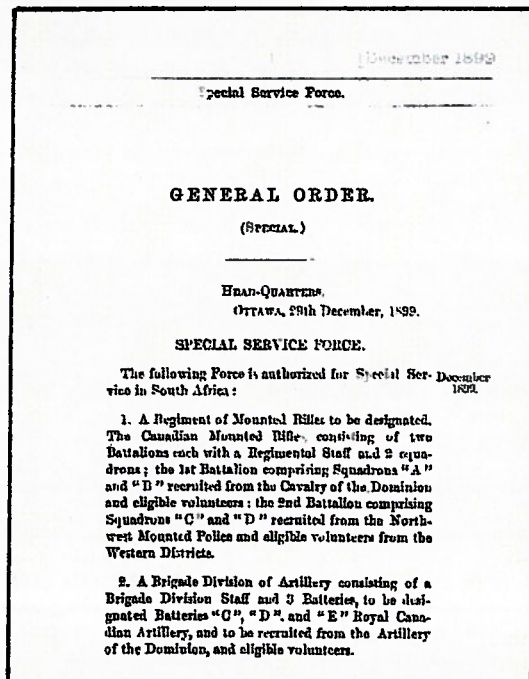 [December 1899
Special Service Force.
GENERAL ORDER.
(SPECIAL.)
HEAD-QUARTERS,
OTTAWA, 29th December, 1899.
SPECIAL SERVICE FORCE.
The following Force is authorized for Special Ser-
vice in South Africa :
December
1899.
1. A Regiment of Mounted Rifles to be designated.
The Canadian Mounted Rifles, consisting of two
Battalions each with a Regimental Staff and 2 squa-
drons ; the 1st Battalion comprising Squadrons "A"
and "B" recruited from the Cavalry of the Dominion
and eligible volunteers ; the 2nd Battalion comprising
Squadrons "C" and "D" recruited from the North-
west Mounted Police and eligible volunteers from the
Western Districts.
2. A Brigade Division of Artillery consisting of a
Brigade Division Staff and 3 Batteries, to be desi-
gnated Batteries "C", "D". and "E" Royal Cana-
dian Artillery, and to be recruited from the Artillery
of the Dominion, and eligible volunteers.